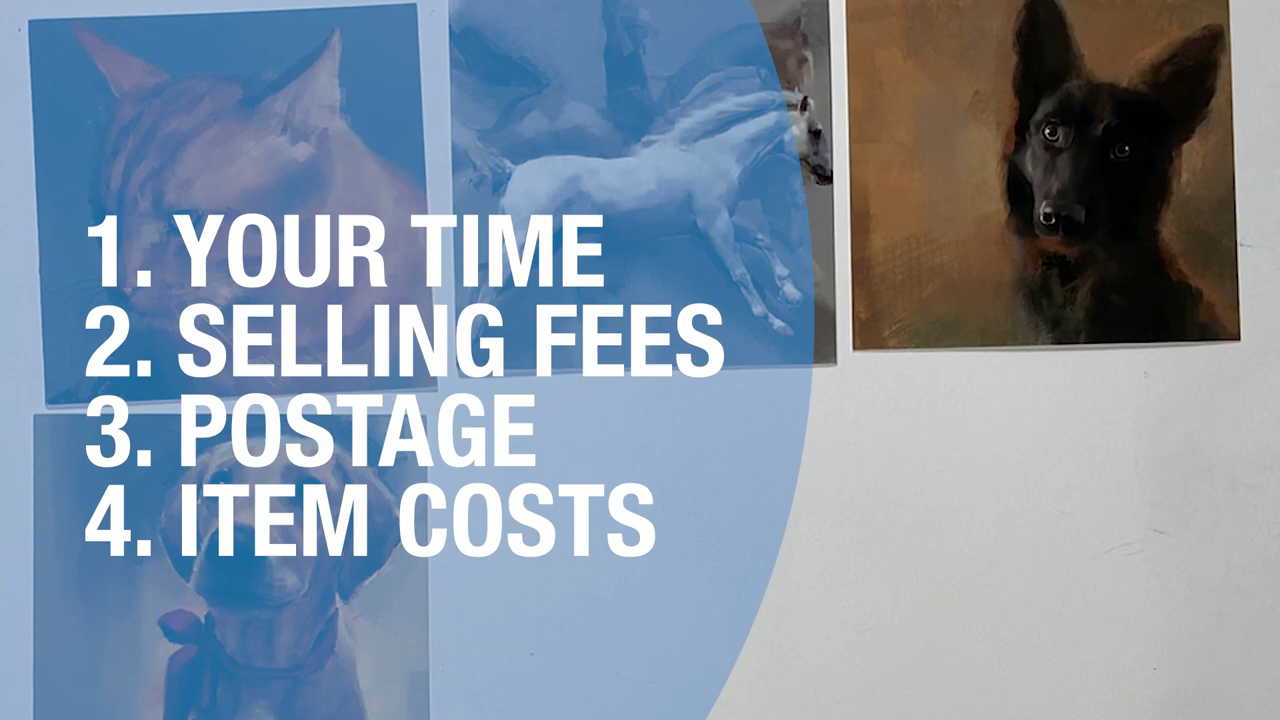 1. YOUR TIME
2. SELLING FEES
3. POSTAGE
4. ITEM COSTS